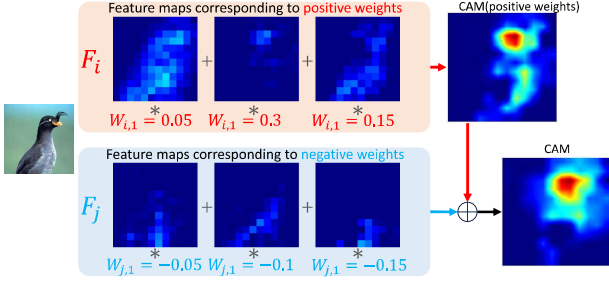 Feature maps corresponding to positive weights
CAM(positive weights)
F_i
+
+
*
*
*
W_{i,1} = 0.05
W_{i,1} = 0.3
W_{i,1} = 0.15
Feature maps corresponding to negative weights
CAM
F_j
+
+
*
*
*
W_{j,1} = −0.05
W_{j,1} = −0.1
W_{j,1} = −0.15